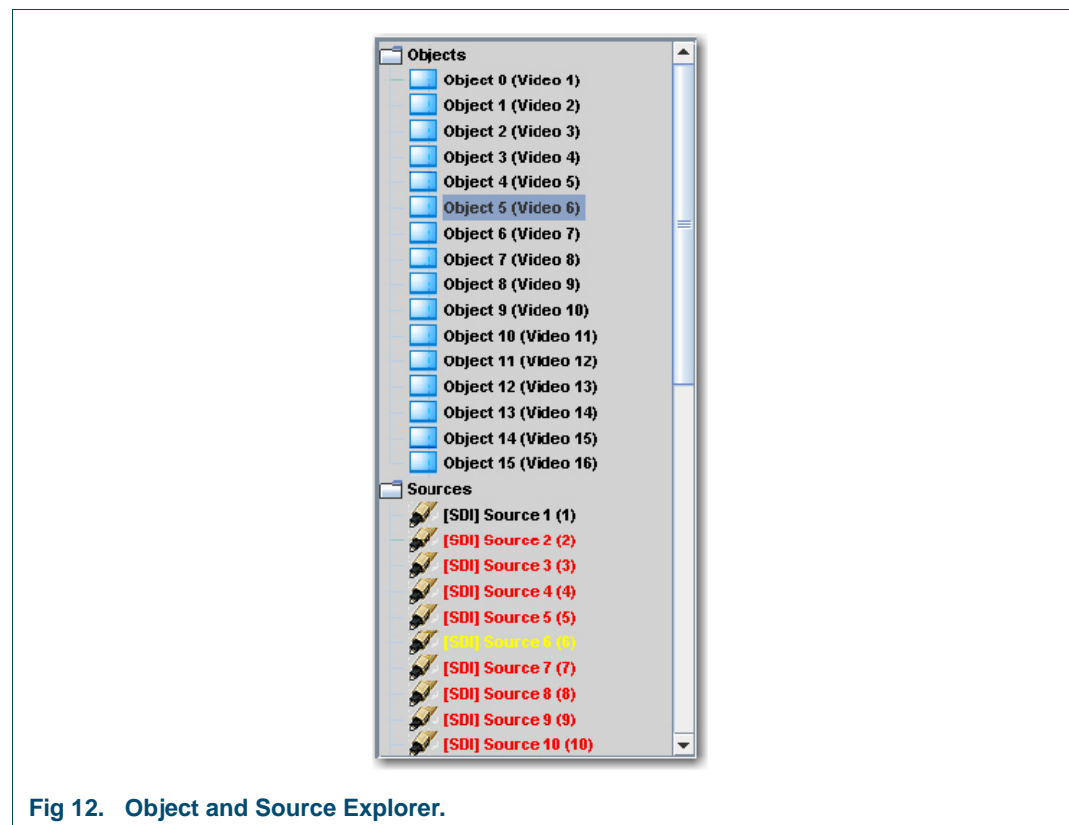 Objects
Object 0 (Video 1)
Object 1 (Video 2)
Object 2 (Video 3)
Object 3 (Video 4)
Object 4 (Video 5)
Object 5 (Video 6)
Object 6 (Video 7)
Object 7 (Video 8)
Object 8 (Video 9)
Object 9 (Video 10)
Object 10 (Video 11)
Object 11 (Video 12)
Object 12 (Video 13)
Object 13 (Video 14)
Object 14 (Video 15)
Object 15 (Video 16)
Sources
[SDI] Source 1 (1)
[SDI] Source 2 (2)
[SDI] Source 3 (3)
[SDI] Source 4 (4)
[SDI] Source 5 (5)
[SDI] Source 6 (6)
[SDI] Source 7 (7)
[SDI] Source 8 (8)
[SDI] Source 9 (9)
[SDI] Source 10 (10)
Fig 12. Object and Source Explorer.